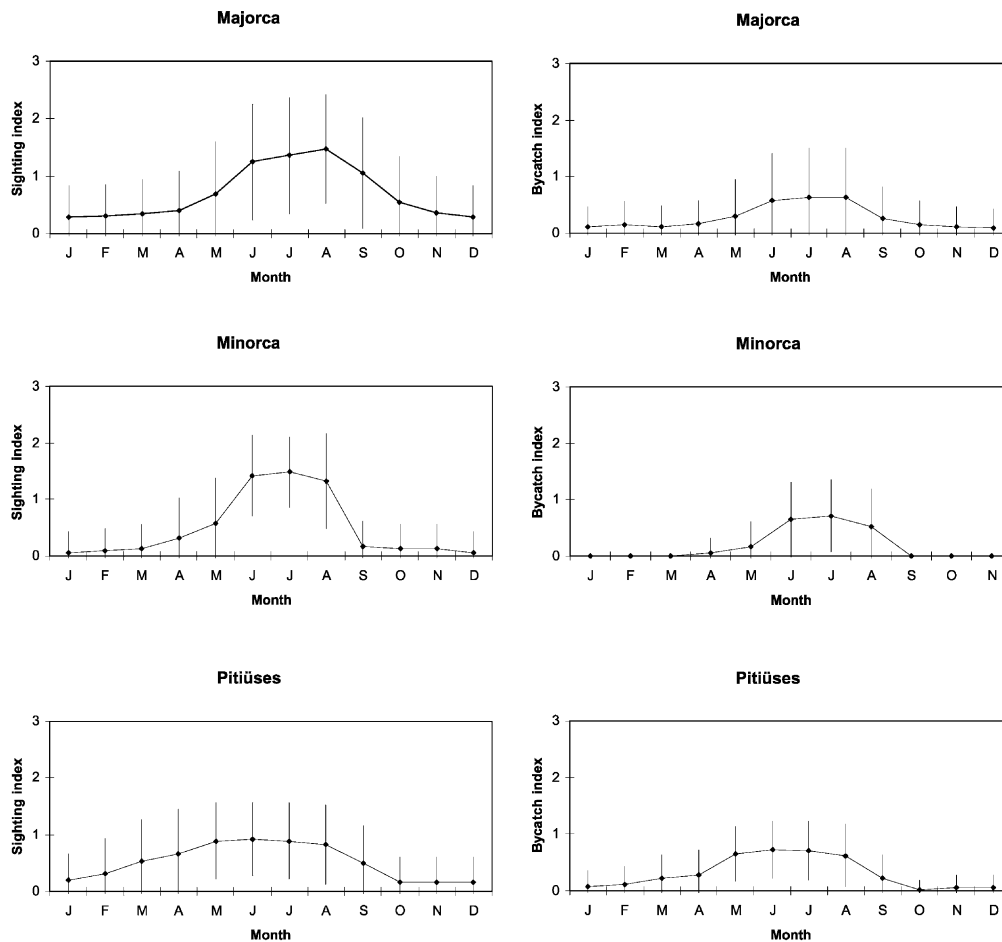 Majorca
Sighting index
3
2
1
0
J F M A M J J A S O N D
Month
Majorca
Bycatch index
3
2
1
0
J F M A M J J A S O N D
Month
Minorca
Sighting index
3
2
1
0
J F M A M J J A S O N D
Month
Minorca
Bycatch index
3
2
1
0
J F M A M J J A S O N
Month
Pitiüses
Sighting index
3
2
1
0
J F M A M J J A S O N D
Month
Pitiüses
Bycatch index
3
2
1
0
J F M A M J J A S O N D
Month